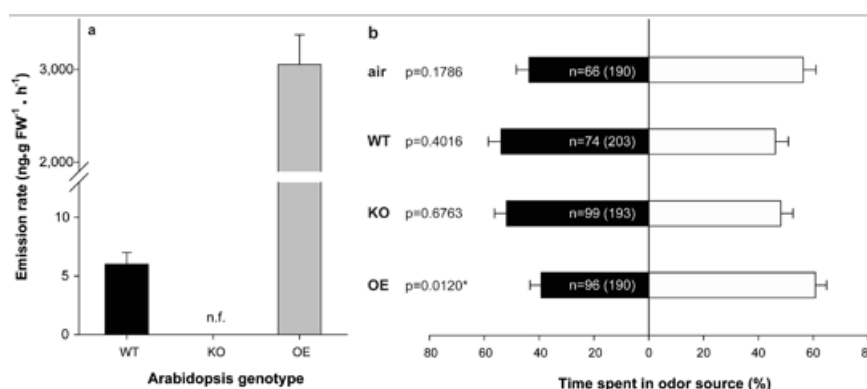 a
3,000
2,000
10
5
0
Emission rate (ng.g FW⁻¹ . h⁻¹)
n.f.
WT KO OE
Arabidopsis genotype
b
air p=0.1786 n=66 (190)
WT p=0.4016 n=74 (203)
KO p=0.6763 n=99 (193)
OE p=0.0120* n=96 (190)
80 60 40 20 0 20 40 60 80
Time spent in odor source (%)